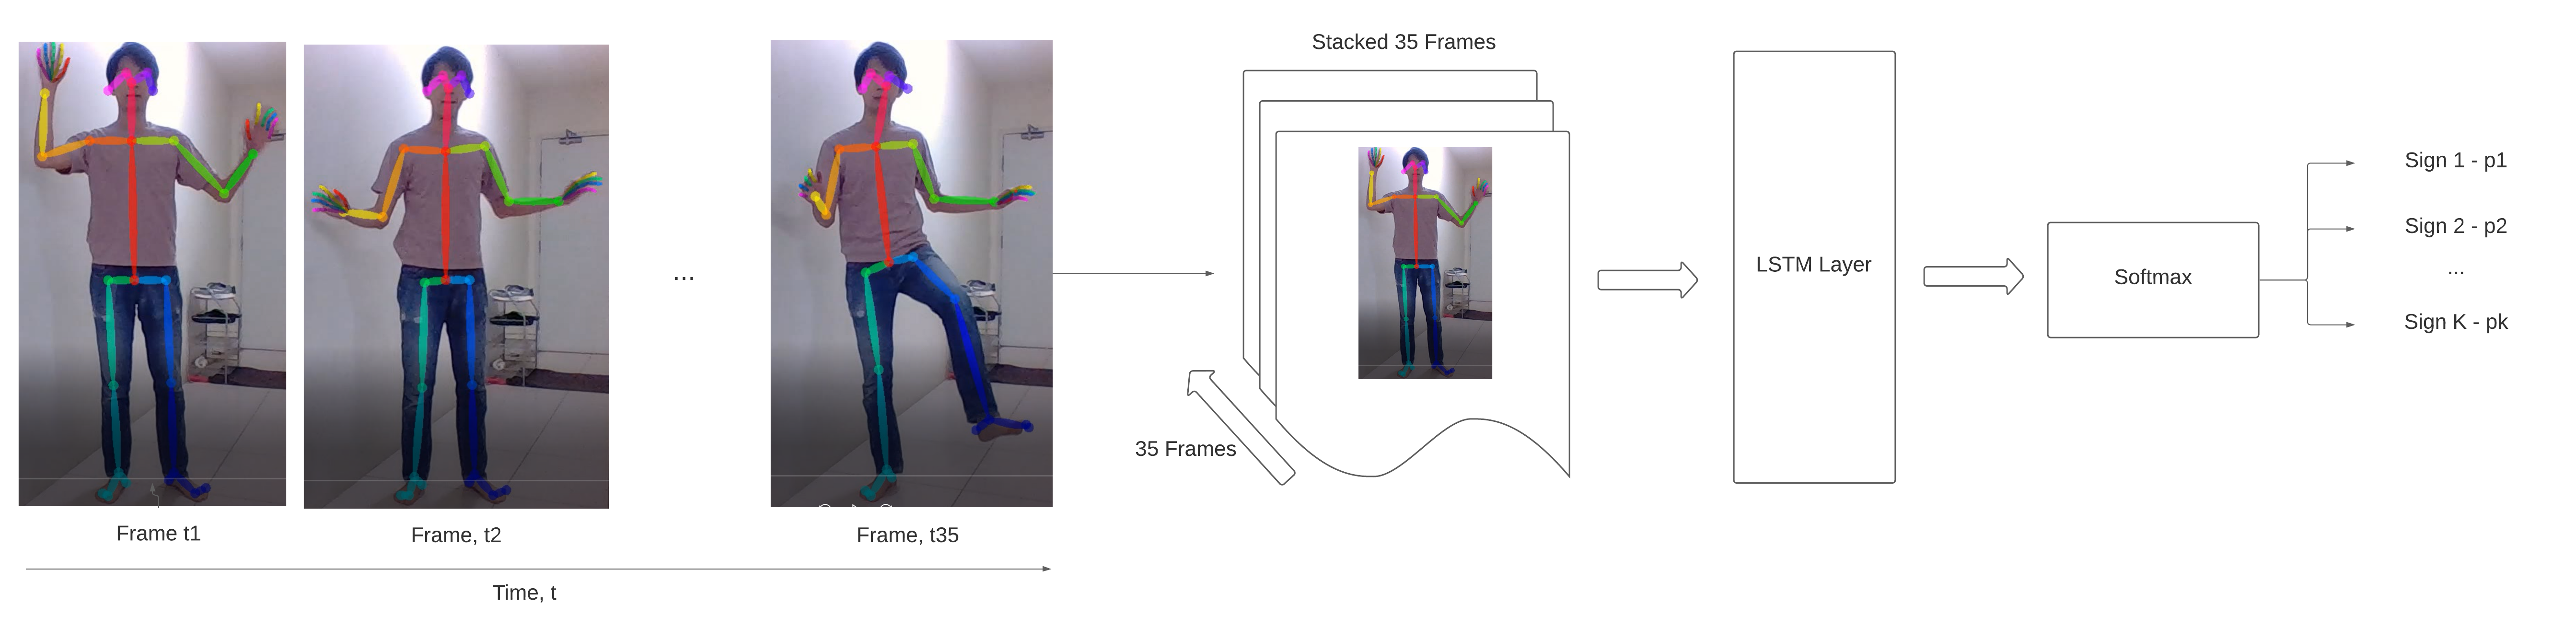 Frame t1
Frame, t2
...
Frame, t35
Time, t
Stacked 35 Frames
35 Frames
LSTM Layer
Softmax
Sign 1 - p1
Sign 2 - p2
...
Sign K - pk